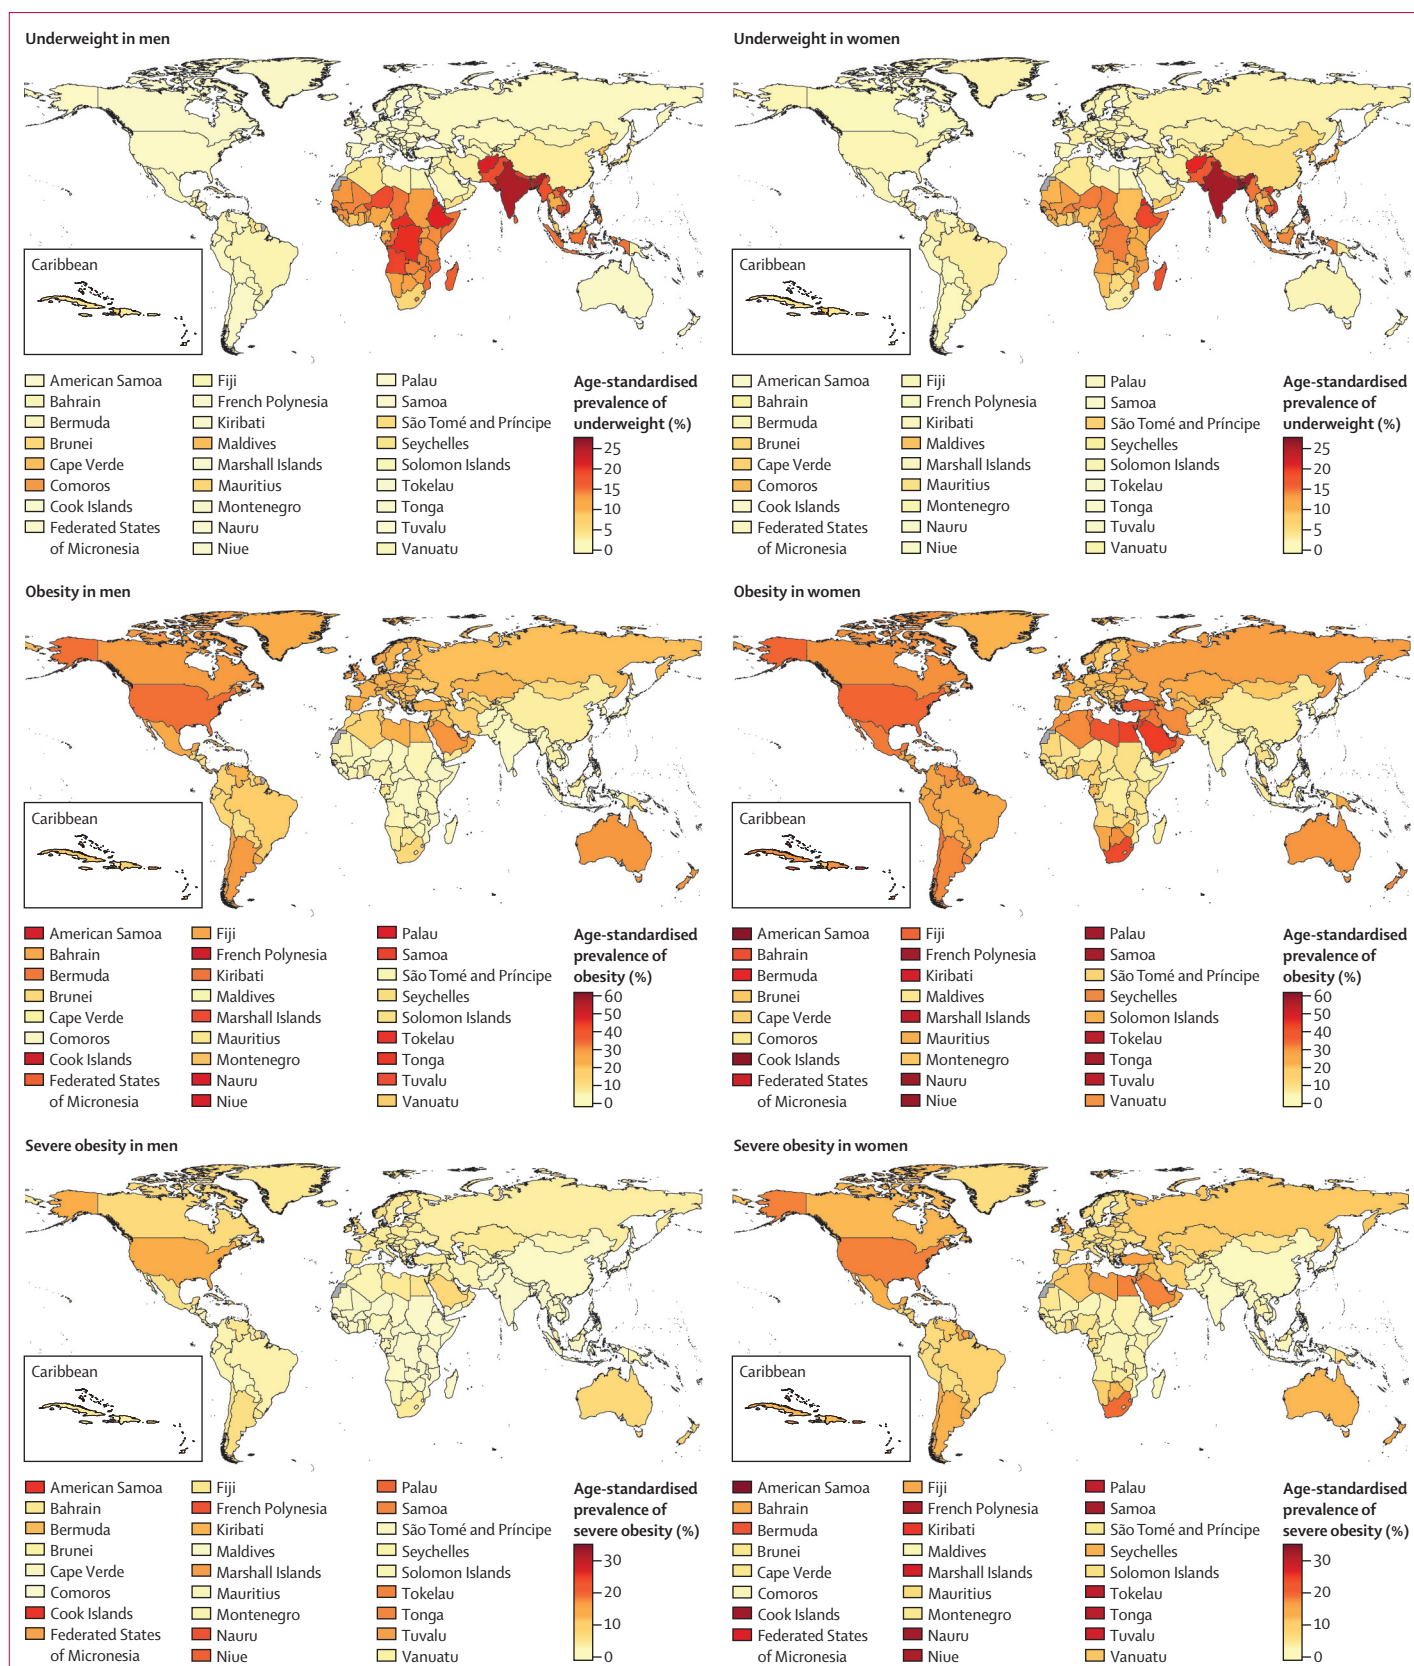 Underweight in men
Caribbean
American Samoa
Bahrain
Bermuda
Brunei
Cape Verde
Comoros
Cook Islands
Federated States
of Micronesia
Fiji
French Polynesia
Kiribati
Maldives
Marshall Islands
Mauritius
Montenegro
Nauru
Niue
Palau
Samoa
São Tomé and Príncipe
Seychelles
Solomon Islands
Tokelau
Tonga
Tuvalu
Vanuatu
Age-standardised
prevalence of
underweight (%)
25
20
15
10
5
0
Underweight in women
Caribbean
American Samoa
Bahrain
Bermuda
Brunei
Cape Verde
Comoros
Cook Islands
Federated States
of Micronesia
Fiji
French Polynesia
Kiribati
Maldives
Marshall Islands
Mauritius
Montenegro
Nauru
Niue
Palau
Samoa
São Tomé and Príncipe
Seychelles
Solomon Islands
Tokelau
Tonga
Tuvalu
Vanuatu
Age-standardised
prevalence of
underweight (%)
25
20
15
10
5
0
Obesity in men
Caribbean
American Samoa
Bahrain
Bermuda
Brunei
Cape Verde
Comoros
Cook Islands
Federated States
of Micronesia
Fiji
French Polynesia
Kiribati
Maldives
Marshall Islands
Mauritius
Montenegro
Nauru
Niue
Palau
Samoa
São Tomé and Príncipe
Seychelles
Solomon Islands
Tokelau
Tonga
Tuvalu
Vanuatu
Age-standardised
prevalence of
obesity (%)
60
50
40
30
20
10
0
Obesity in women
Caribbean
American Samoa
Bahrain
Bermuda
Brunei
Cape Verde
Comoros
Cook Islands
Federated States
of Micronesia
Fiji
French Polynesia
Kiribati
Maldives
Marshall Islands
Mauritius
Montenegro
Nauru
Niue
Palau
Samoa
São Tomé and Príncipe
Seychelles
Solomon Islands
Tokelau
Tonga
Tuvalu
Vanuatu
Age-standardised
prevalence of
obesity (%)
60
50
40
30
20
10
0
Severe obesity in men
Caribbean
American Samoa
Bahrain
Bermuda
Brunei
Cape Verde
Comoros
Cook Islands
Federated States
of Micronesia
Fiji
French Polynesia
Kiribati
Maldives
Marshall Islands
Mauritius
Montenegro
Nauru
Niue
Palau
Samoa
São Tomé and Príncipe
Seychelles
Solomon Islands
Tokelau
Tonga
Tuvalu
Vanuatu
Age-standardised
prevalence of
severe obesity (%)
30
20
10
0
Severe obesity in women
Caribbean
American Samoa
Bahrain
Bermuda
Brunei
Cape Verde
Comoros
Cook Islands
Federated States
of Micronesia
Fiji
French Polynesia
Kiribati
Maldives
Marshall Islands
Mauritius
Montenegro
Nauru
Niue
Palau
Samoa
São Tomé and Príncipe
Seychelles
Solomon Islands
Tokelau
Tonga
Tuvalu
Vanuatu
Age-standardised
prevalence of
severe obesity (%)
30
20
10
0